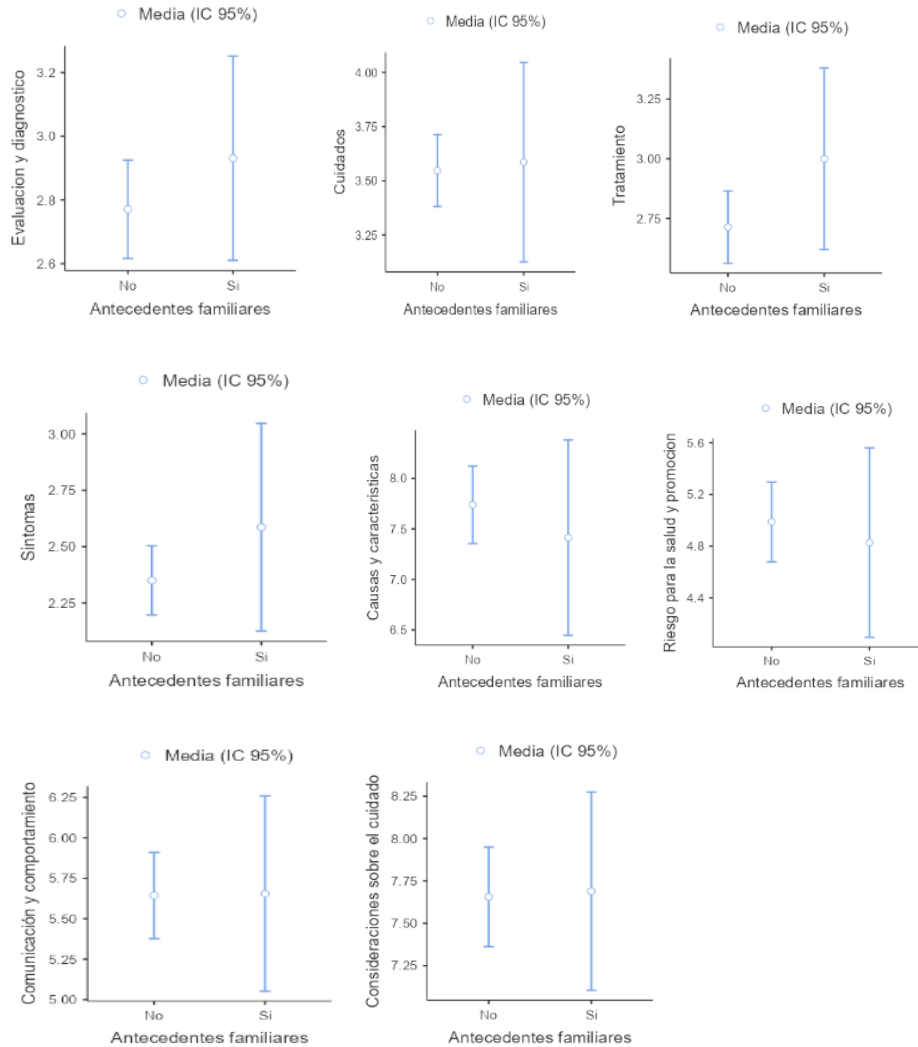 Media (IC 95%)
Evaluacion y diagnostico
3.2
3.0
2.8
2.6
No
Si
Antecedentes familiares
Media (IC 95%)
Cuidados
4.00
3.75
3.50
3.25
No
Si
Antecedentes familiares
Media (IC 95%)
Tratamiento
3.25
3.00
2.75
No
Si
Antecedentes familiares
Media (IC 95%)
Sintomas
3.00
2.75
2.50
2.25
No
Si
Antecedentes familiares
Media (IC 95%)
Causas y caracteristicas
8.0
7.5
7.0
6.5
No
Si
Antecedentes familiares
Media (IC 95%)
Riesgo para la salud y promocion
5.6
5.2
4.8
4.4
No
Si
Antecedentes familiares
Media (IC 95%)
Comunicación y comportamiento
6.25
6.00
5.75
5.50
5.25
5.00
No
Si
Antecedentes familiares
Media (IC 95%)
Consideraciones sobre el cuidado
8.25
8.00
7.75
7.50
7.25
No
Si
Antecedentes familiares